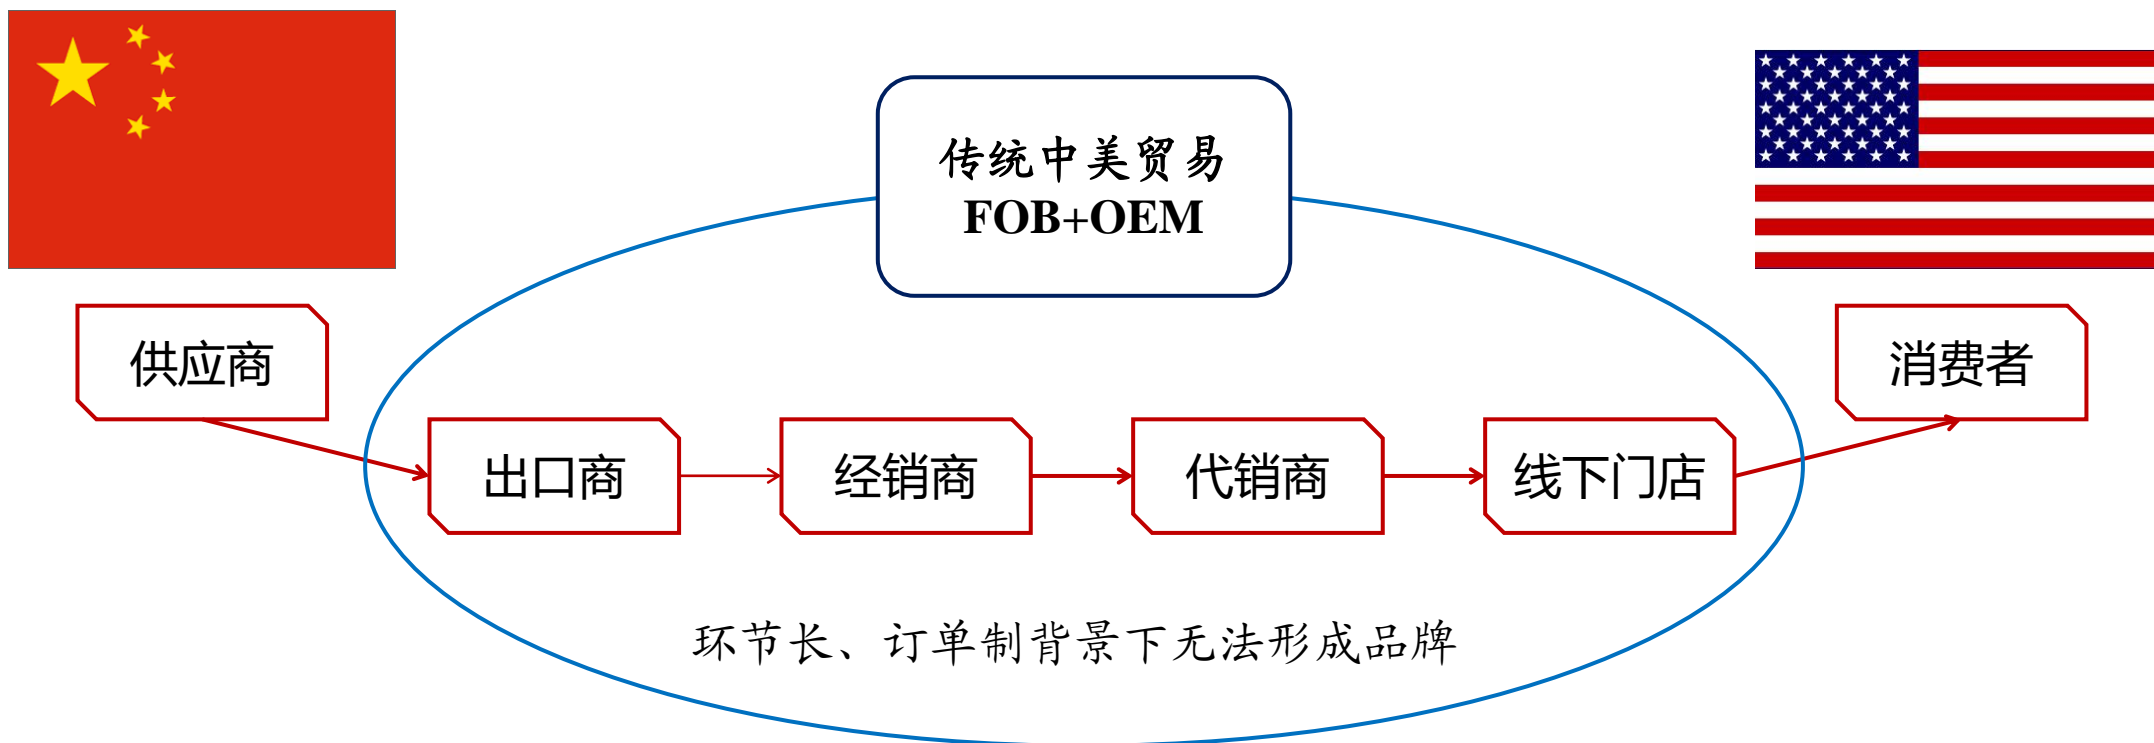 传统中美贸易
FOB+OEM
供应商
消费者
出口商
经销商
代销商
线下门店
环节长、订单制背景下无法形成品牌